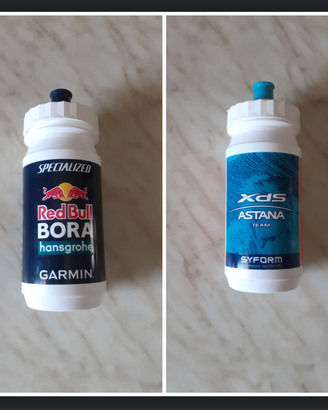 SPECIALIZED
Red Bull
BORA
hansgrohe
GARMIN
XDS
ASTANA
TEAM
SYFORM